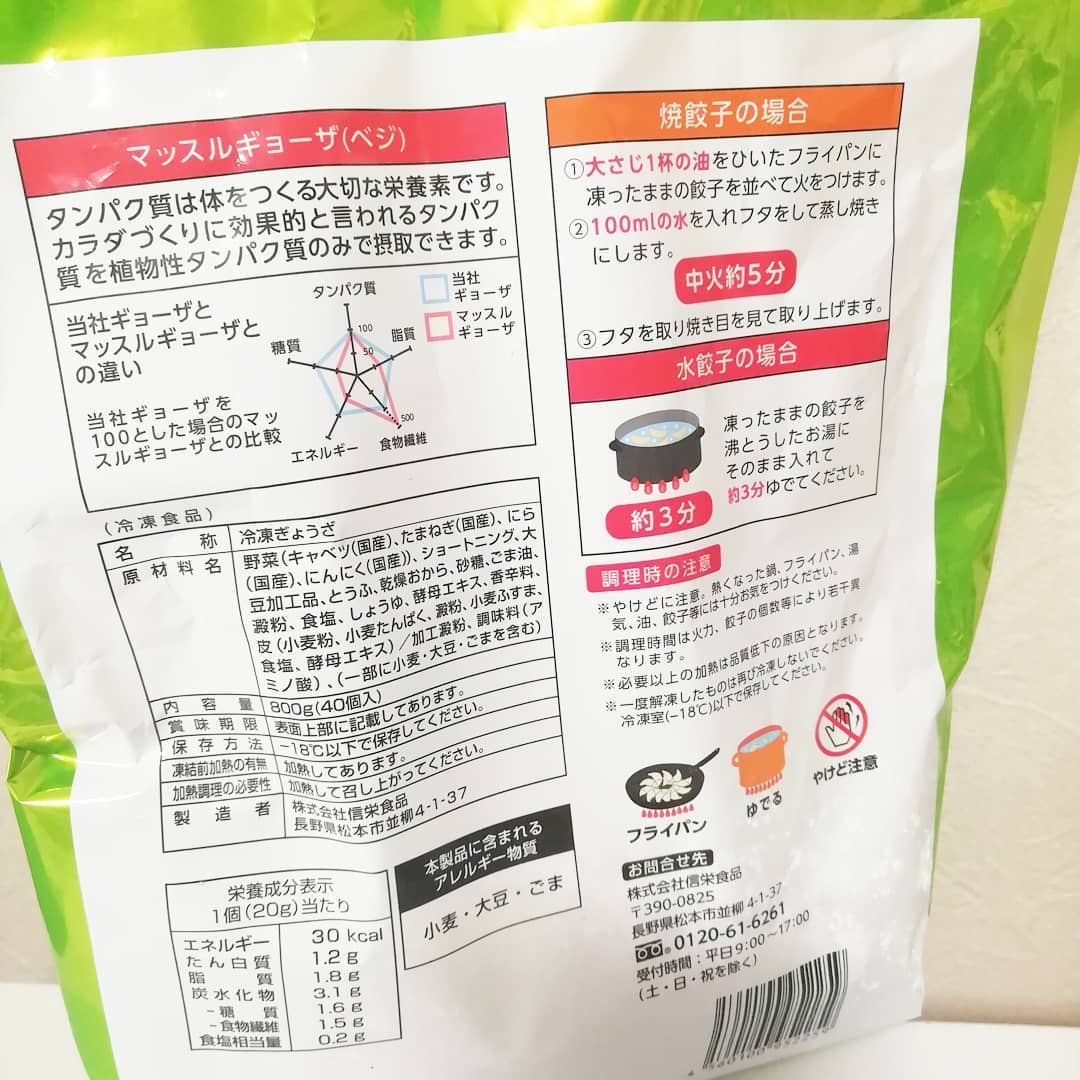 マッスルギョーザ(ベジ)
タンパク質は体をつくる大切な栄養素です。
カラダづくりに効果的と言われるタンパク
質を植物性タンパク質のみで摂取できます。
当社ギョーザと
マッスルギョーザと
の違い
当社ギョーザを
100とした場合のマッ
スルギョーザとの比較
タンパク質
脂質
食物繊維
エネルギー
糖質
100
50
500
当社
ギョーザ
マッスル
ギョーザ
(冷凍食品)
名称 冷凍ぎょうざ
原材料名 野菜(キャベツ(国産)、たまねぎ(国産)、にら
(国産)、にんにく(国産))、ショートニング、大
豆加工品、とうふ、乾燥おから、砂糖、ごま油、
澱粉、食塩、しょうゆ、酵母エキス、香辛料、
皮(小麦粉、小麦たんぱく、澱粉、小麦ふすま、
食塩、酵母エキス)/加工澱粉、調味料(ア
ミノ酸)、(一部に小麦・大豆・ごまを含む)
内容量 800g(40個入)
賞味期限 表面上部に記載してあります。
保存方法 -18℃以下で保存してください。
凍結前加熱の有無 加熱してあります。
加熱調理の必要性 加熱して召し上がってください。
製造者 株式会社信栄食品
長野県松本市並柳4-1-37
栄養成分表示
1個(20g)当たり
エネルギー 30 kcal
たん白質 1.2 g
脂質 1.8 g
炭水化物 3.1 g
-糖質 1.6 g
-食物繊維 1.5 g
食塩相当量 0.2 g
本製品に含まれる
アレルギー物質
小麦・大豆・ごま
焼餃子の場合
①大さじ1杯の油をひいたフライパンに
凍ったままの餃子を並べて火をつけます。
②100mlの水を入れフタをして蒸し焼き
にします。
中火約5分
③フタを取り焼き目を見て取り上げます。
水餃子の場合
凍ったままの餃子を
沸とうしたお湯に
そのまま入れて
約3分ゆでてください。
約3分
調理時の注意
※やけどに注意。熱くなった鍋、フライパン、湯
気、油、餃子等には十分お気をつけください。
※調理時間は火力、餃子の個数等により若干異
なります。
※必要以上の加熱は品質低下の原因となります。
※一度解凍したものは再び冷凍しないでください。
冷凍室(-18℃)以下で保存してください。
フライパン
ゆでる
やけど注意
お問合せ先
株式会社信栄食品
〒390-0825
長野県松本市並柳4-1-37
0120-61-6261
受付時間:平日9:00〜17:00
(土・日・祝を除く)